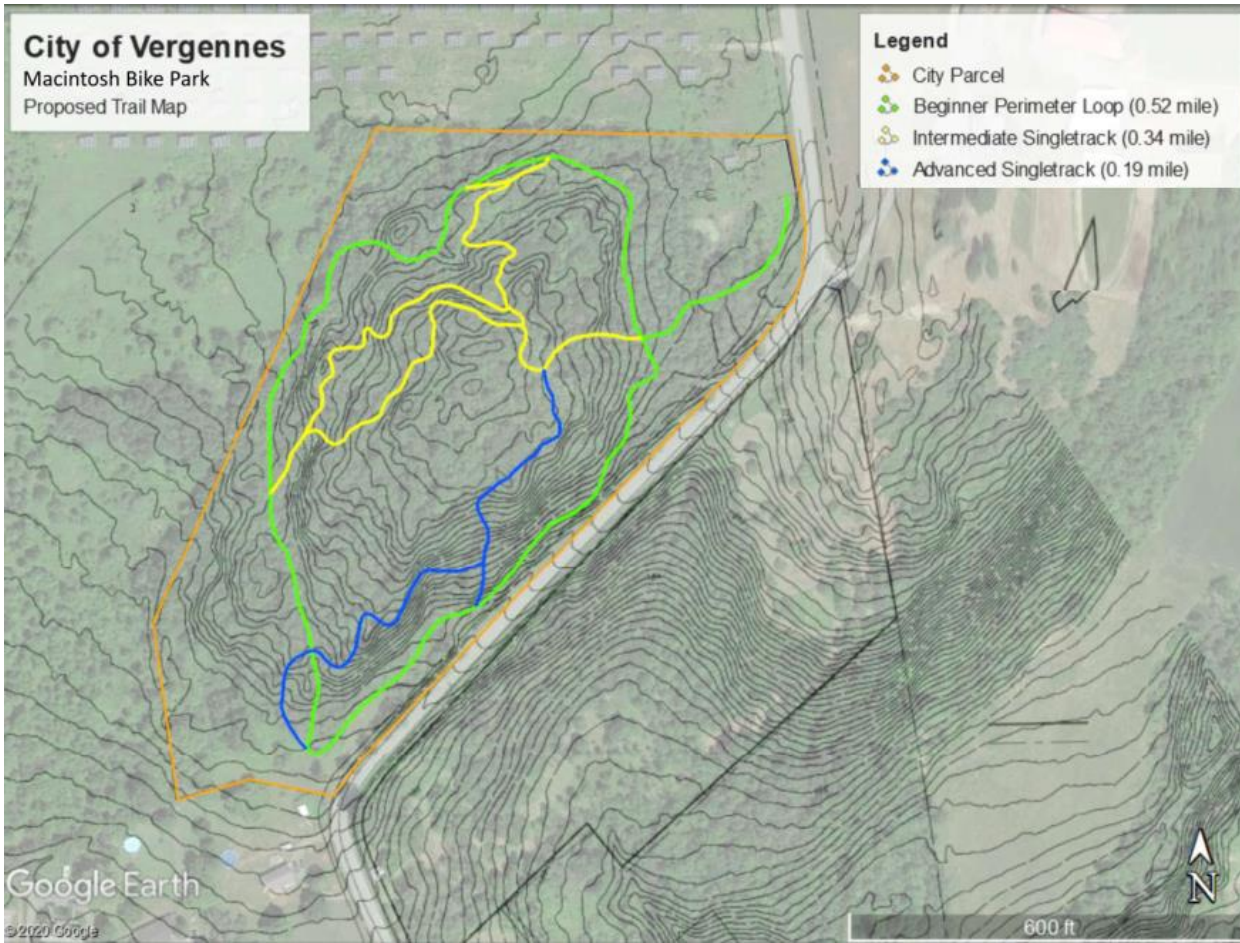 City of Vergennes
Macintosh Bike Park
Proposed Trail Map
Legend
City Parcel
Beginner Perimeter Loop (0.52 mile)
Intermediate Singletrack (0.34 mile)
Advanced Singletrack (0.19 mile)
Google Earth
© 2020 Google
N
600 ft